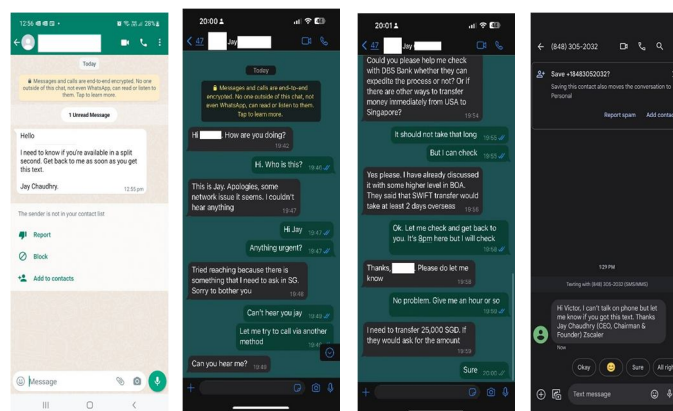 12:56
28%
Today
Messages and calls are end-to-end encrypted. No one
outside of this chat, not even WhatsApp, can read or listen to
them. Tap to learn more.
1 Unread Message
Hello
I need to know if you're available in a split
second. Get back to me as soon as you get
this text.
Jay Chaudhry.
12:55 pm
The sender is not in your contact list
Report
Block
Add to contacts
Message
20:00
47
Jay
Today
Messages and calls are end-to-end
encrypted. No one outside of this chat, not
even WhatsApp, can read or listen to them.
Tap to learn more.
Hi
. How are you doing?
19:42
Hi. Who is this?
19:46
This is Jay. Apologies, some
network issue it seems. I couldn't
hear anything
19:47
Hi Jay
19:47
Anything urgent?
19:47
Tried reaching because there is
something that I need to ask in SG.
Sorry to bother you
19:48
Can't hear you jay
19:49
Let me try to call via another
method
Can you hear me?
19:49
20:01
47
Jay
Could you please help me check
with DBS Bank whether they can
expedite the process or not? Or if
there are other ways to transfer
money immediately from USA to
Singapore?
19:54
It should not take that long
19:55
But I can check
19:55
Yes please. I have already discussed
it with some higher level in BOA.
They said that SWIFT transfer would
take at least 2 days overseas
19:56
Ok. Let me check and get back to
you. It's 8pm here but I will check
19:58
Thanks,
. Please do let me
know
19:58
No problem. Give me an hour or so
19:59
I need to transfer 25,000 SGD. If
they would ask for the amount
19:59
Sure
20:00
(848) 305-2032
Save +18483052032?
Saving this contact also moves the conversation to
Personal
Report spam
Add contact
1:29 PM
Texting with (848) 305-2032 (SMS/MMS)
Hi Victor, I can't talk on phone but let
me know if you got this text. Thanks
Jay Chaudhry (CEO, Chairman &
Founder) Zscaler
Now
Okay
Sure
All righ
Text message